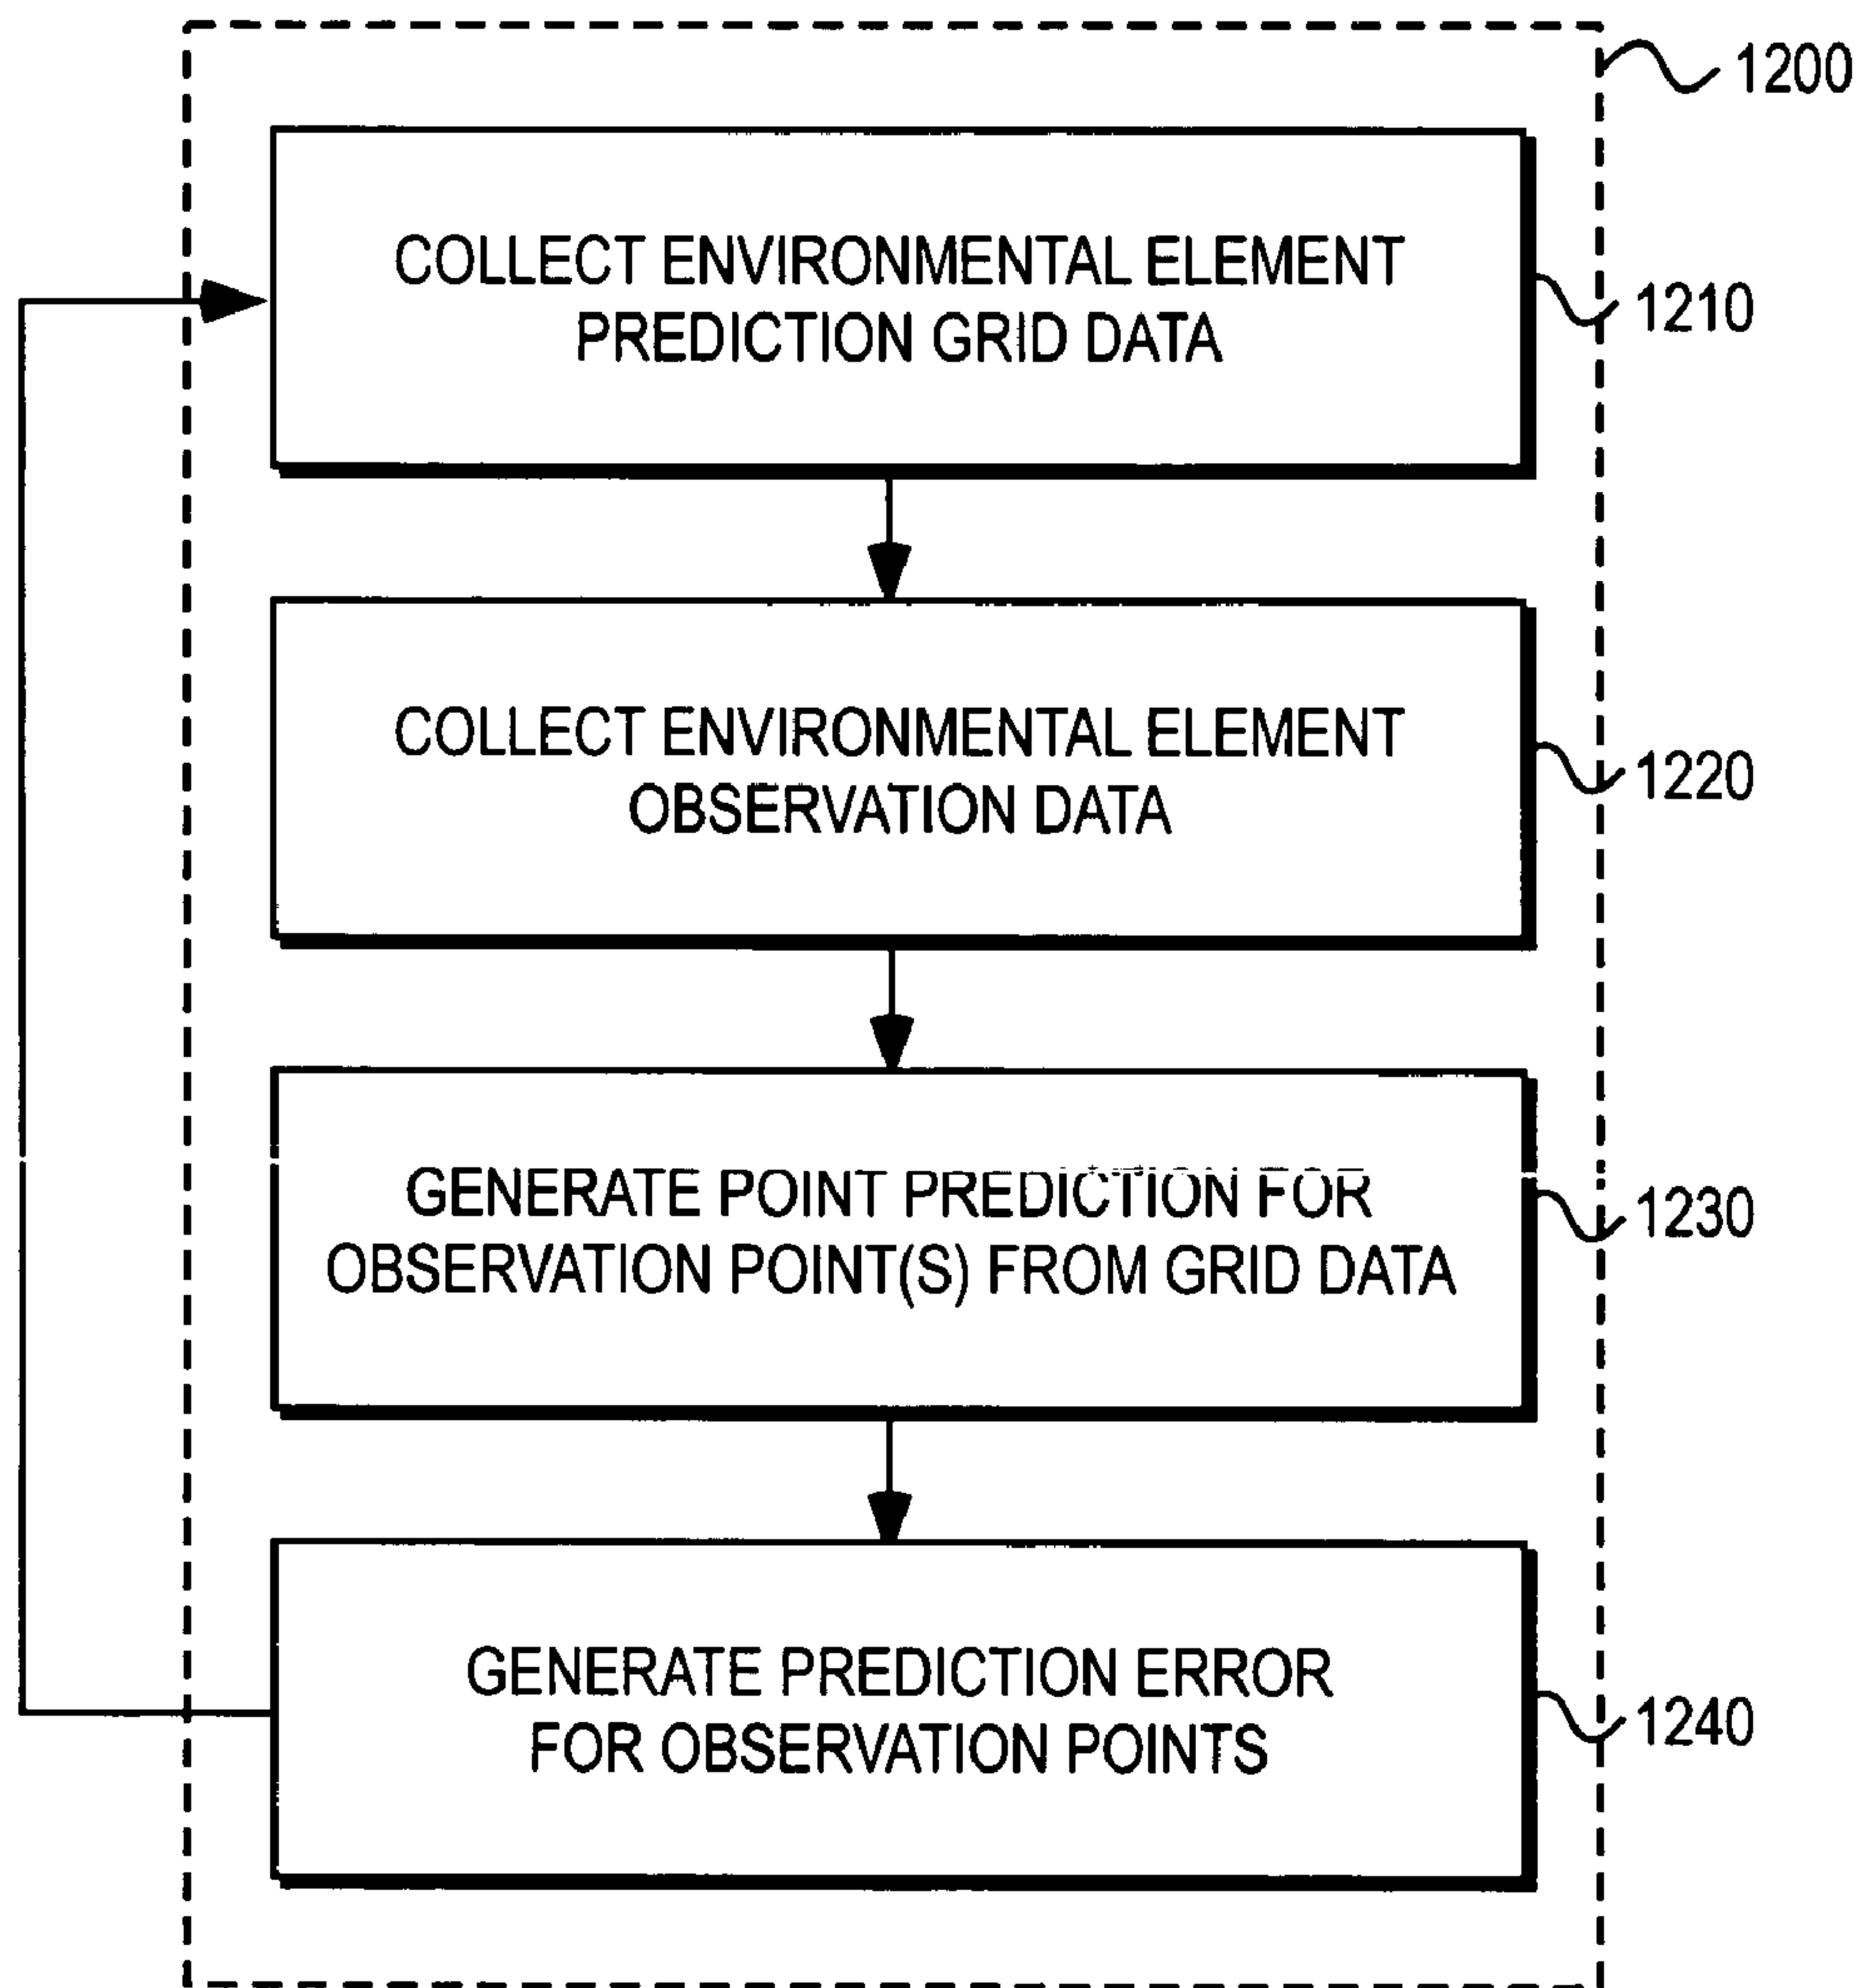 1200
COLLECT ENVIRONMENTAL ELEMENT
PREDICTION GRID DATA
1210
COLLECT ENVIRONMENTAL ELEMENT
OBSERVATION DATA
1220
GENERATE POINT PREDICTION FOR
OBSERVATION POINT(S) FROM GRID DATA
1230
GENERATE PREDICTION ERROR
FOR OBSERVATION POINTS
1240